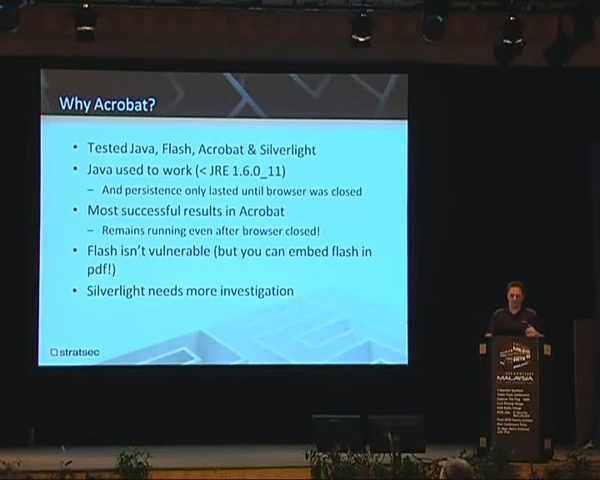 Why Acrobat?
• Tested Java, Flash, Acrobat & Silverlight
• Java used to work (< JRE 1.6.0_11)
– And persistence only lasted until browser was closed
• Most successful results in Acrobat
– Remains running even after browser closed!
• Flash isn't vulnerable (but you can embed flash in
pdf!)
• Silverlight needs more investigation
stratsec
MALAYSIA